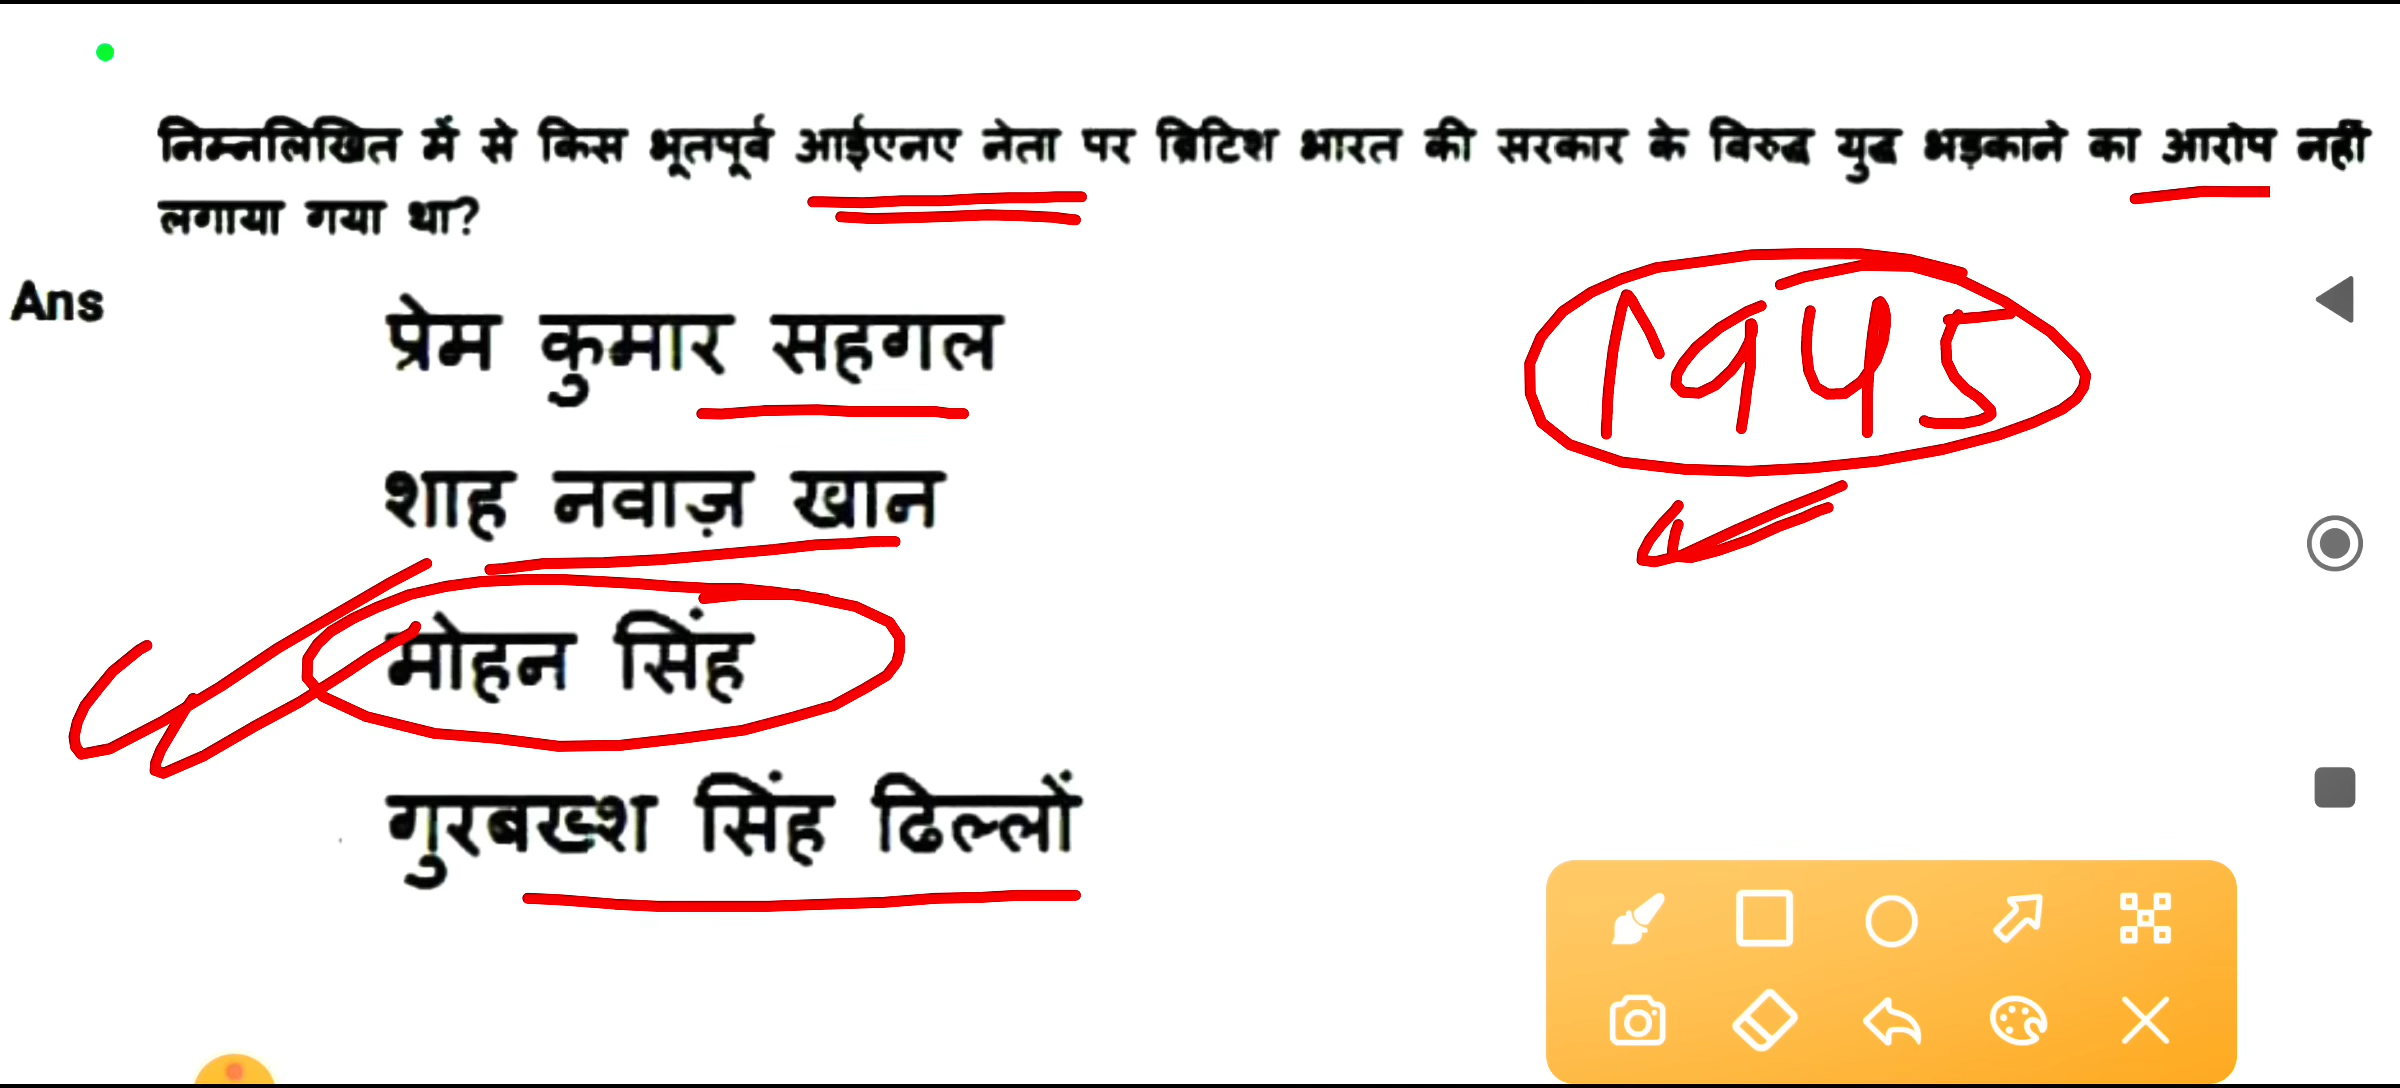 निम्नलिखित में से किस भूतपूर्व आईएनए नेता पर ब्रिटिश भारत की सरकार के विरुद्ध युद्ध भड़काने का आरोप नहीं
लगाया गया था?
Ans
प्रेम कुमार सहगल
1945
शाह नवाज़ खान
मोहन सिंह
गुरबख्श सिंह ढिल्लों